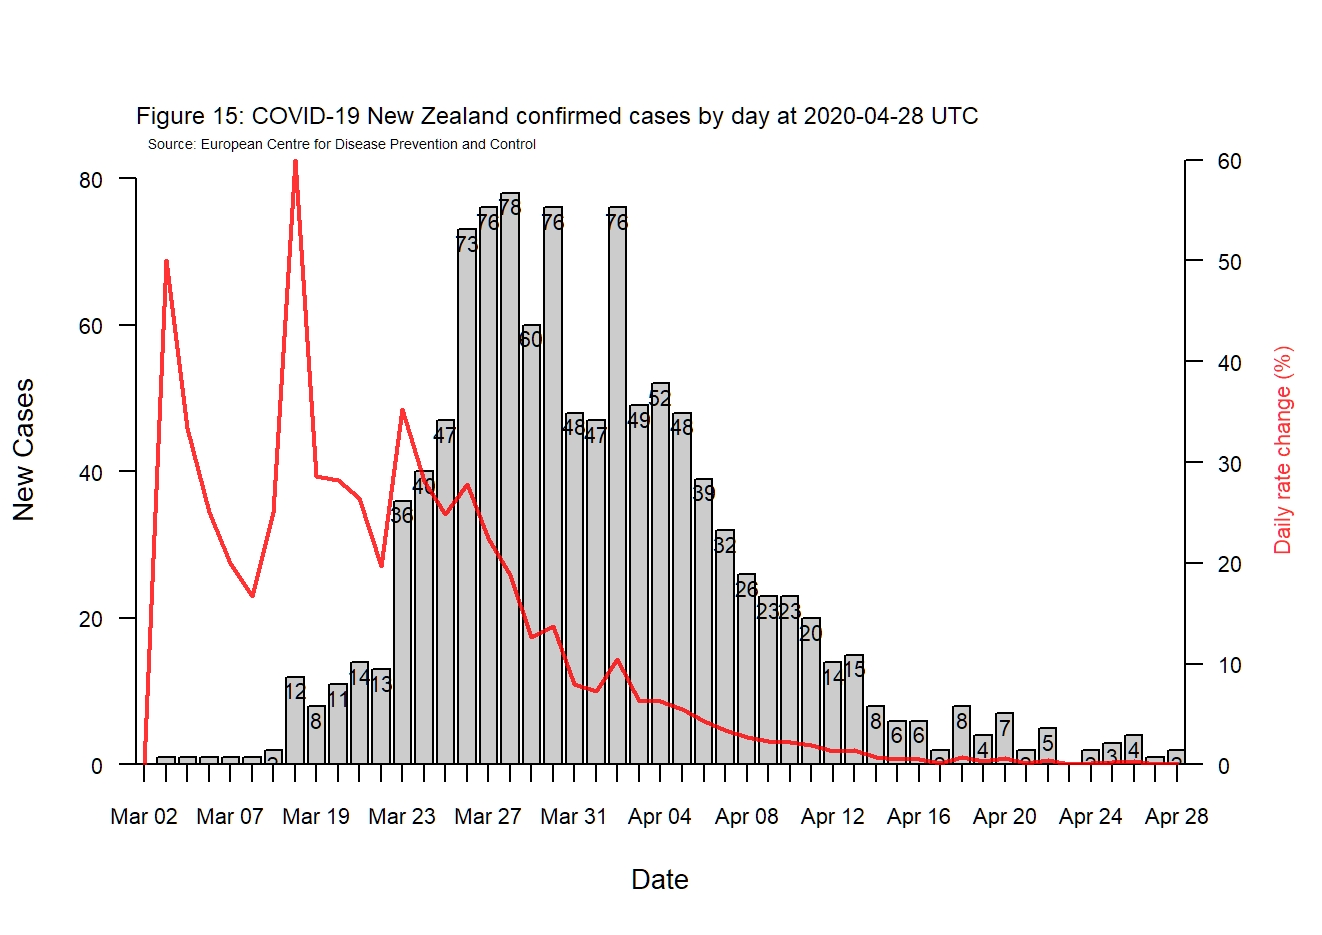 Figure 15: COVID-19 New Zealand confirmed cases by day at 2020-04-28 UTC
Source: European Centre for Disease Prevention and Control
80
60
40
20
0
New Cases
60
50
40
30
20
10
0
Daily rate change (%)
2 12 8 11 14 13 36 40 47 73 76 78 60 76 48 47 76 49 52 48 39 32 26 23 23 20 14 15 8 6 6 2 8 4 7 2 5 2 3 4 2
Mar 02 Mar 07 Mar 19 Mar 23 Mar 27 Mar 31 Apr 04 Apr 08 Apr 12 Apr 16 Apr 20 Apr 24 Apr 28
Date